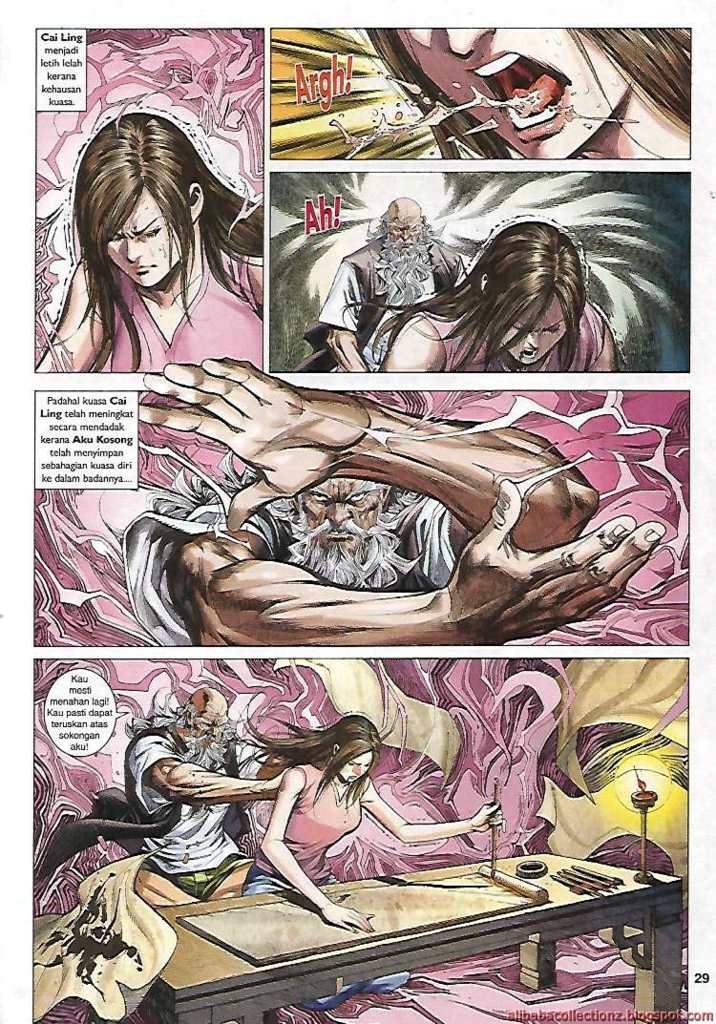 Cai Ling
menjadi
letih lelah
kerana
kehausan
kuasa.
Argh!
Ah!
Padahal kuasa Cai
Ling telah meningkat
secara mendadak
kerana Aku Kosong
telah menyimpan
sebahagian kuasa diri
ke dalam badannya....
Kau
mesti
menahan lagi!
Kau pasti dapat
teruskan atas
sokongan
aku!
29
alibabacollectionz.blogspot.com